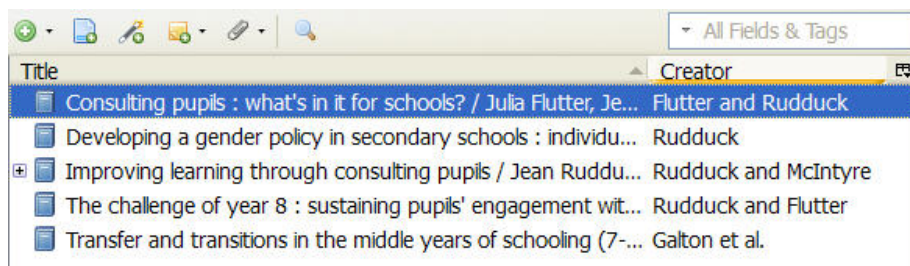 All Fields & Tags
Title Creator
Consulting pupils : what's in it for schools? / Julia Flutter, Je... Flutter and Rudduck
Developing a gender policy in secondary schools : individu... Rudduck
Improving learning through consulting pupils / Jean Ruddu... Rudduck and McIntyre
The challenge of year 8 : sustaining pupils' engagement wit... Rudduck and Flutter
Transfer and transitions in the middle years of schooling (7-... Galton et al.